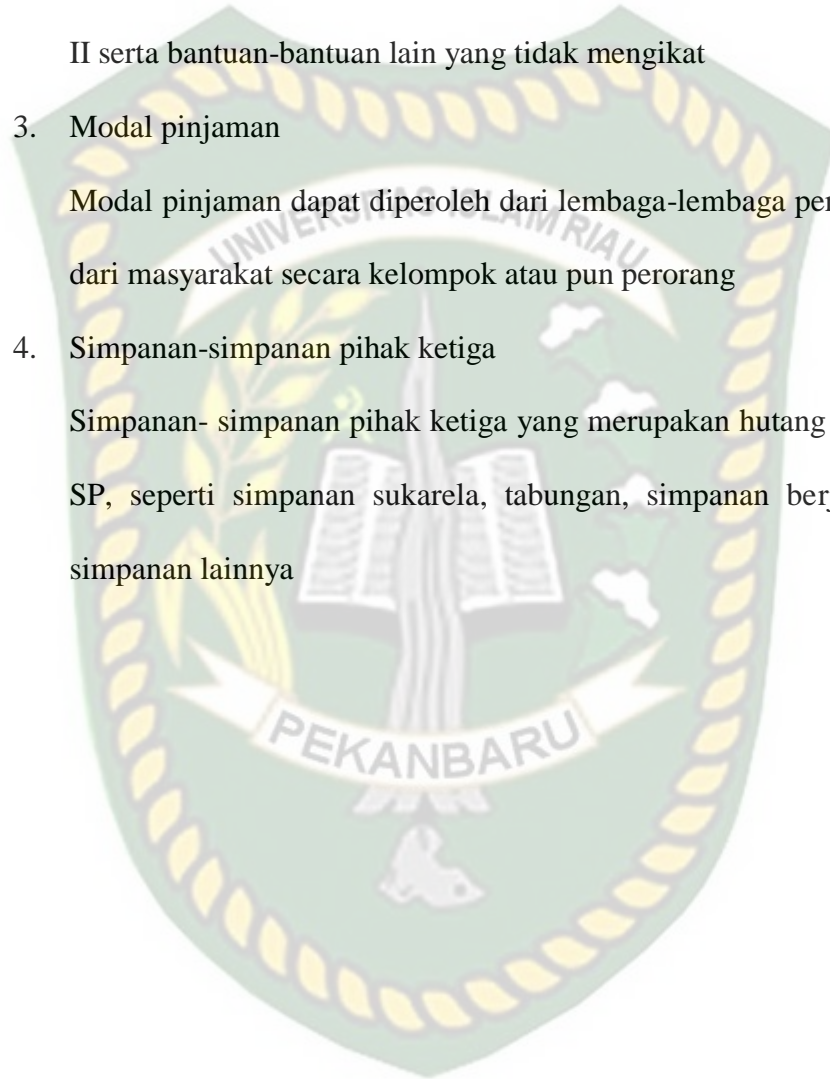 II serta bantuan-bantuan lain yang tidak mengikat
3. Modal pinjaman
Modal pinjaman dapat diperoleh dari lembaga-lembaga
dari masyarakat secara kelompok atau pun perorang
4. Simpanan-simpanan pihak ketiga
Simpanan- simpanan pihak ketiga yang merupakan hutang
SP, seperti simpanan sukarela, tabungan, simpanan
simpanan lainnya
UNIVERSITAS ISLAM RIAU
PEKANBARU